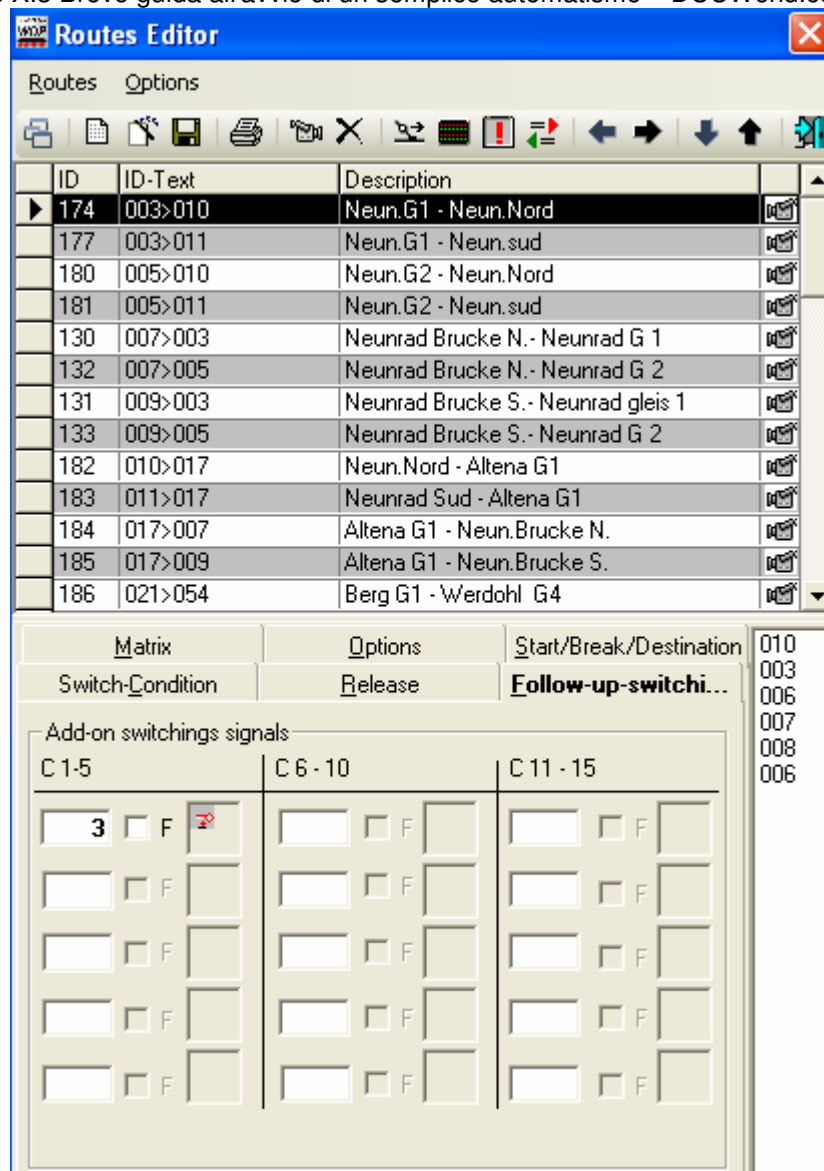 Routes Editor
Routes Options
ID ID-Text Description
174 003>010 Neun.G1 - Neun.Nord
177 003>011 Neun.G1 - Neun.sud
180 005>010 Neun.G2 - Neun.Nord
181 005>011 Neun.G2 - Neun.sud
130 007>003 Neunrad Brucke N.- Neunrad G 1
132 007>005 Neunrad Brucke N.- Neunrad G 2
131 009>003 Neunrad Brucke S.- Neunrad gleis 1
133 009>005 Neunrad Brucke S.- Neunrad G 2
182 010>017 Neun.Nord - Altena G1
183 011>017 Neunrad Sud - Altena G1
184 017>007 Altena G1 - Neun.Brucke N.
185 017>009 Altena G1 - Neun.Brucke S.
186 021>054 Berg G1 - Werdohl G4
Matrix Options Start/Break/Destination
Switch-Condition Release Follow-up-switchi...
010
003
006
007
008
006
Add-on switchings signals
C 1-5 C 6 - 10 C 11 - 15
3 F F F
F F F
F F F
F F F
F F F